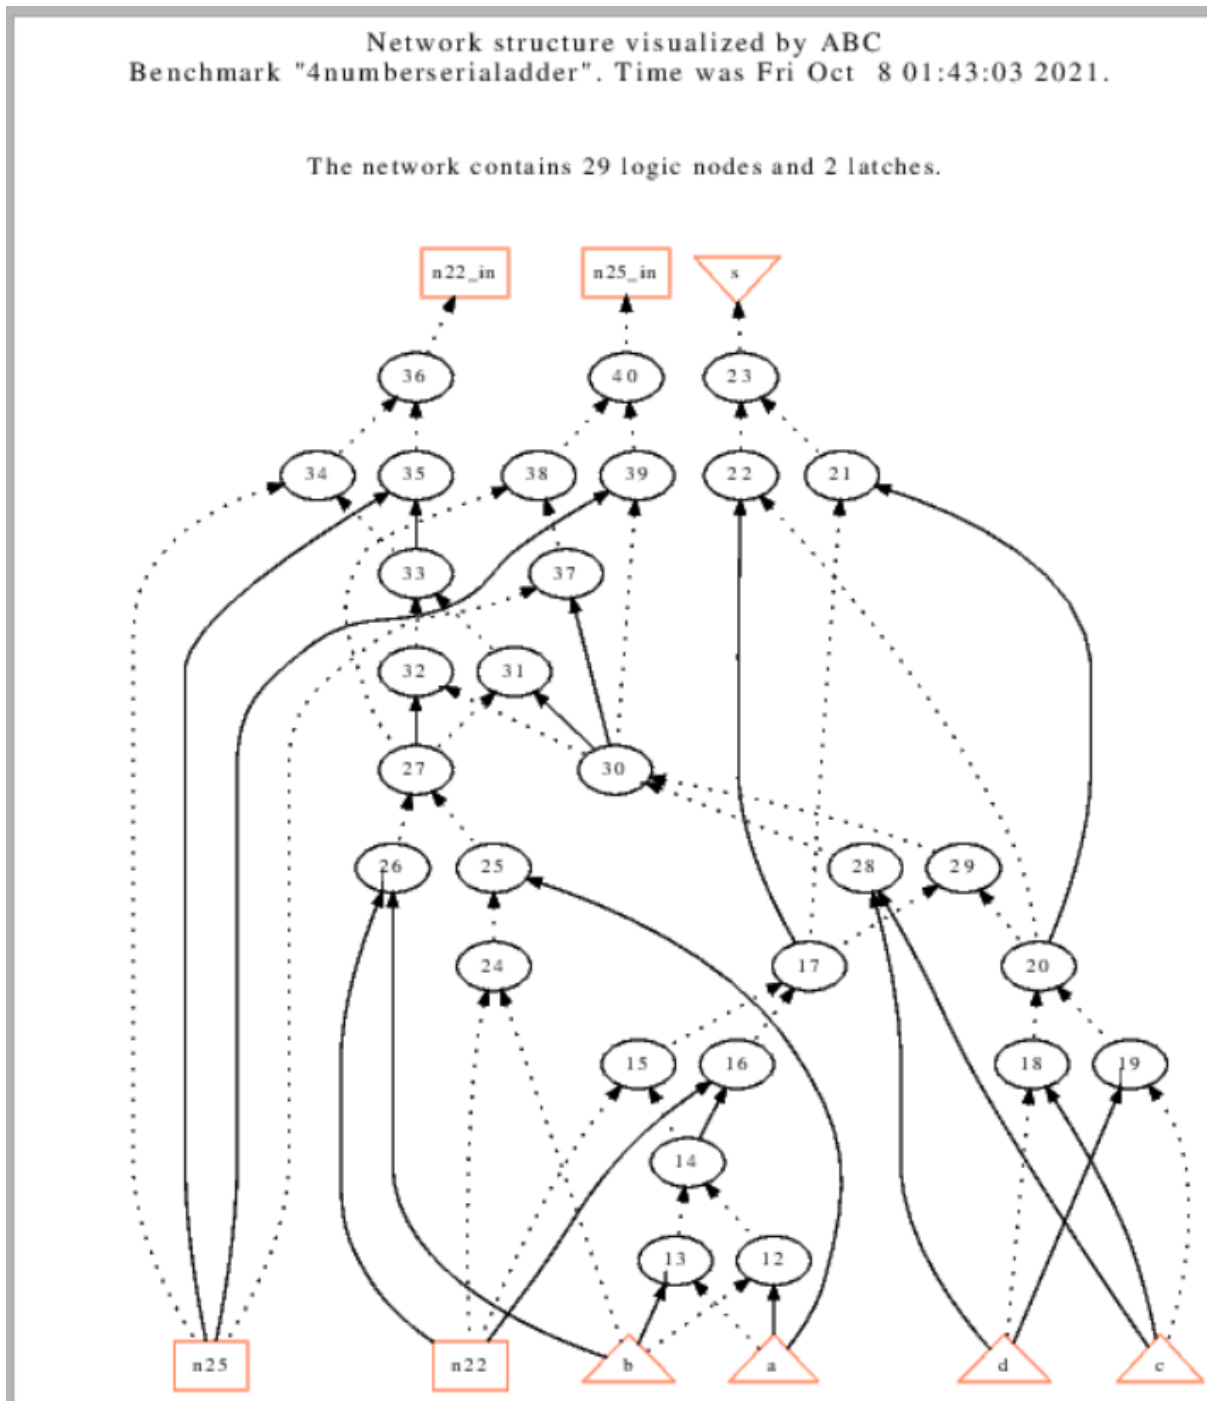 Network structure visualized by ABC
Benchmark "4numberserialadder". Time was Fri Oct  8 01:43:03 2021.
The network contains 29 logic nodes and 2 latches.
n22_in n25_in s
36 40 23
34 35 38 39 22 21
33 37
32 31
27 30
26 25 28 29
24 17 20
15 16 18 19
14
13 12
n25 n22 b a d c